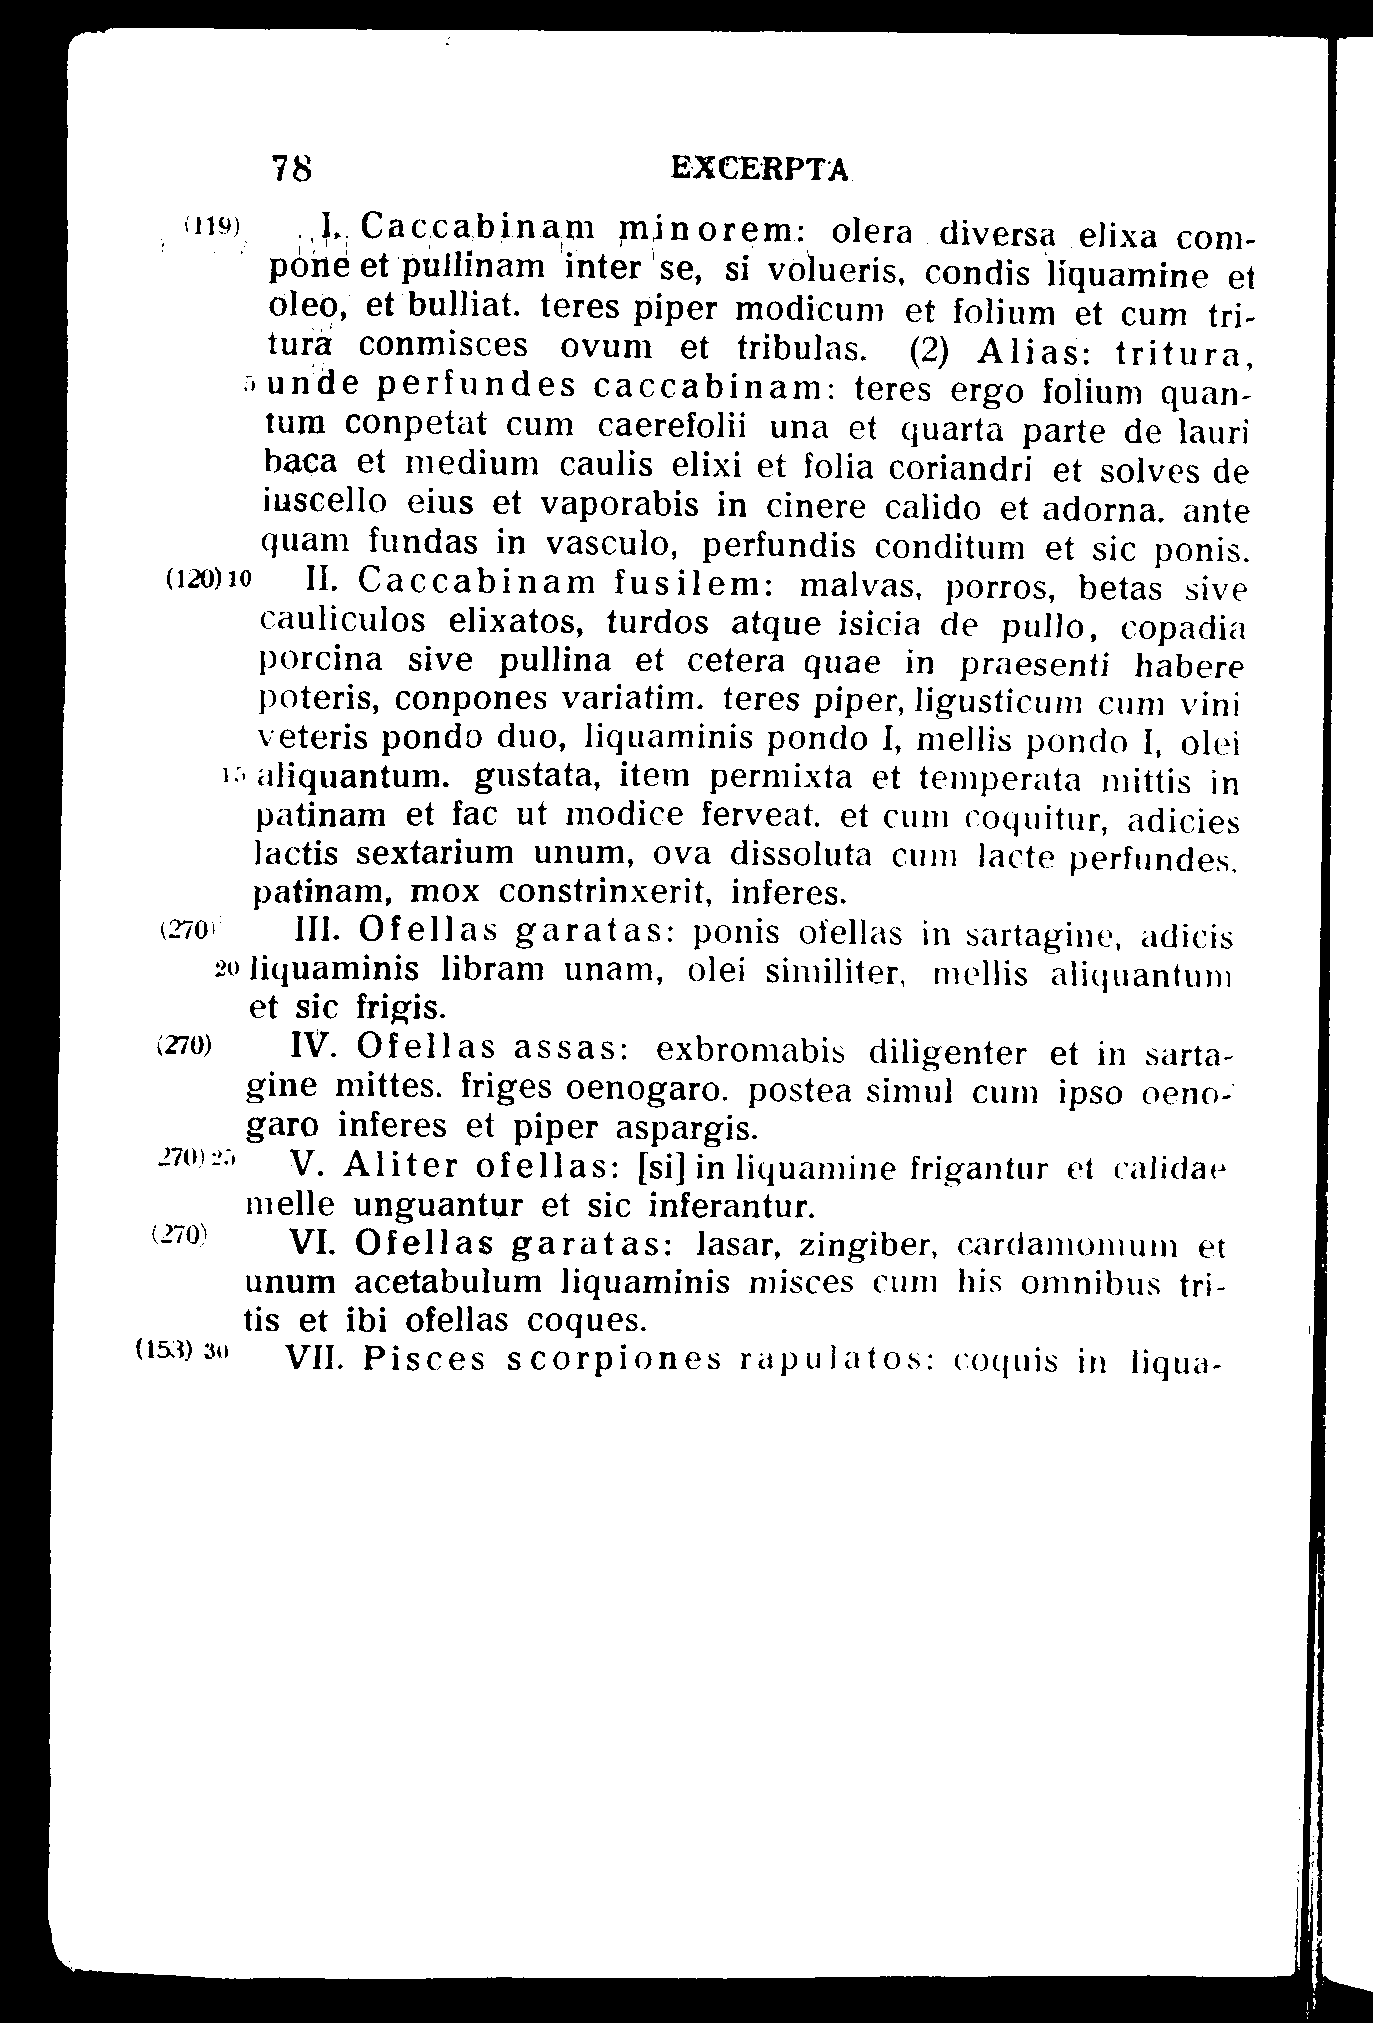 78 EXCERPTA
(119) I. Caccabinam minorem: olera diversa elixa com-
pone et pullinam inter se, si volueris, condis liquamine et
oleo, et bulliat. teres piper modicum et folium et cum tri-
tura conmisces ovum et tribulas. (2) Alias: tritura,
5 unde perfundes caccabinam: teres ergo folium quan-
tum conpetat cum caerefolii una et quarta parte de lauri
baca et medium caulis elixi et folia coriandri et solves de
iuscello eius et vaporabis in cinere calido et adorna. ante
quam fundas in vasculo, perfundis conditum et sic ponis.
(120) 10 II. Caccabinam fusilem: malvas, porros, betas sive
cauliculos elixatos, turdos atque isicia de pullo, copadia
porcina sive pullina et cetera quae in praesenti habere
poteris, conpones variatim. teres piper, ligusticum cum vini
veteris pondo duo, liquaminis pondo I, mellis pondo I, olei
15 aliquantum. gustata, item permixta et temperata mittis in
patinam et fac ut modice ferveat. et cum coquitur, adicies
lactis sextarium unum, ova dissoluta cum lacte perfundes.
patinam, mox constrinxerit, inferes.
(270) III. Ofellas garatas: ponis ofellas in sartagine, adicis
20 liquaminis libram unam, olei similiter, mellis aliquantum
et sic frigis.
(270) IV. Ofellas assas: exbromabis diligenter et in sarta-
gine mittes. friges oenogaro. postea simul cum ipso oeno-
garo inferes et piper aspargis.
270) 25 V. Aliter ofellas: [si] in liquamine frigantur et calidae
melle unguantur et sic inferantur.
(270) VI. Ofellas garatas: lasar, zingiber, cardamomum et
unum acetabulum liquaminis misces cum his omnibus tri-
tis et ibi ofellas coques.
(153) 30 VII. Pisces scorpiones rapulatos: coquis in liqua-